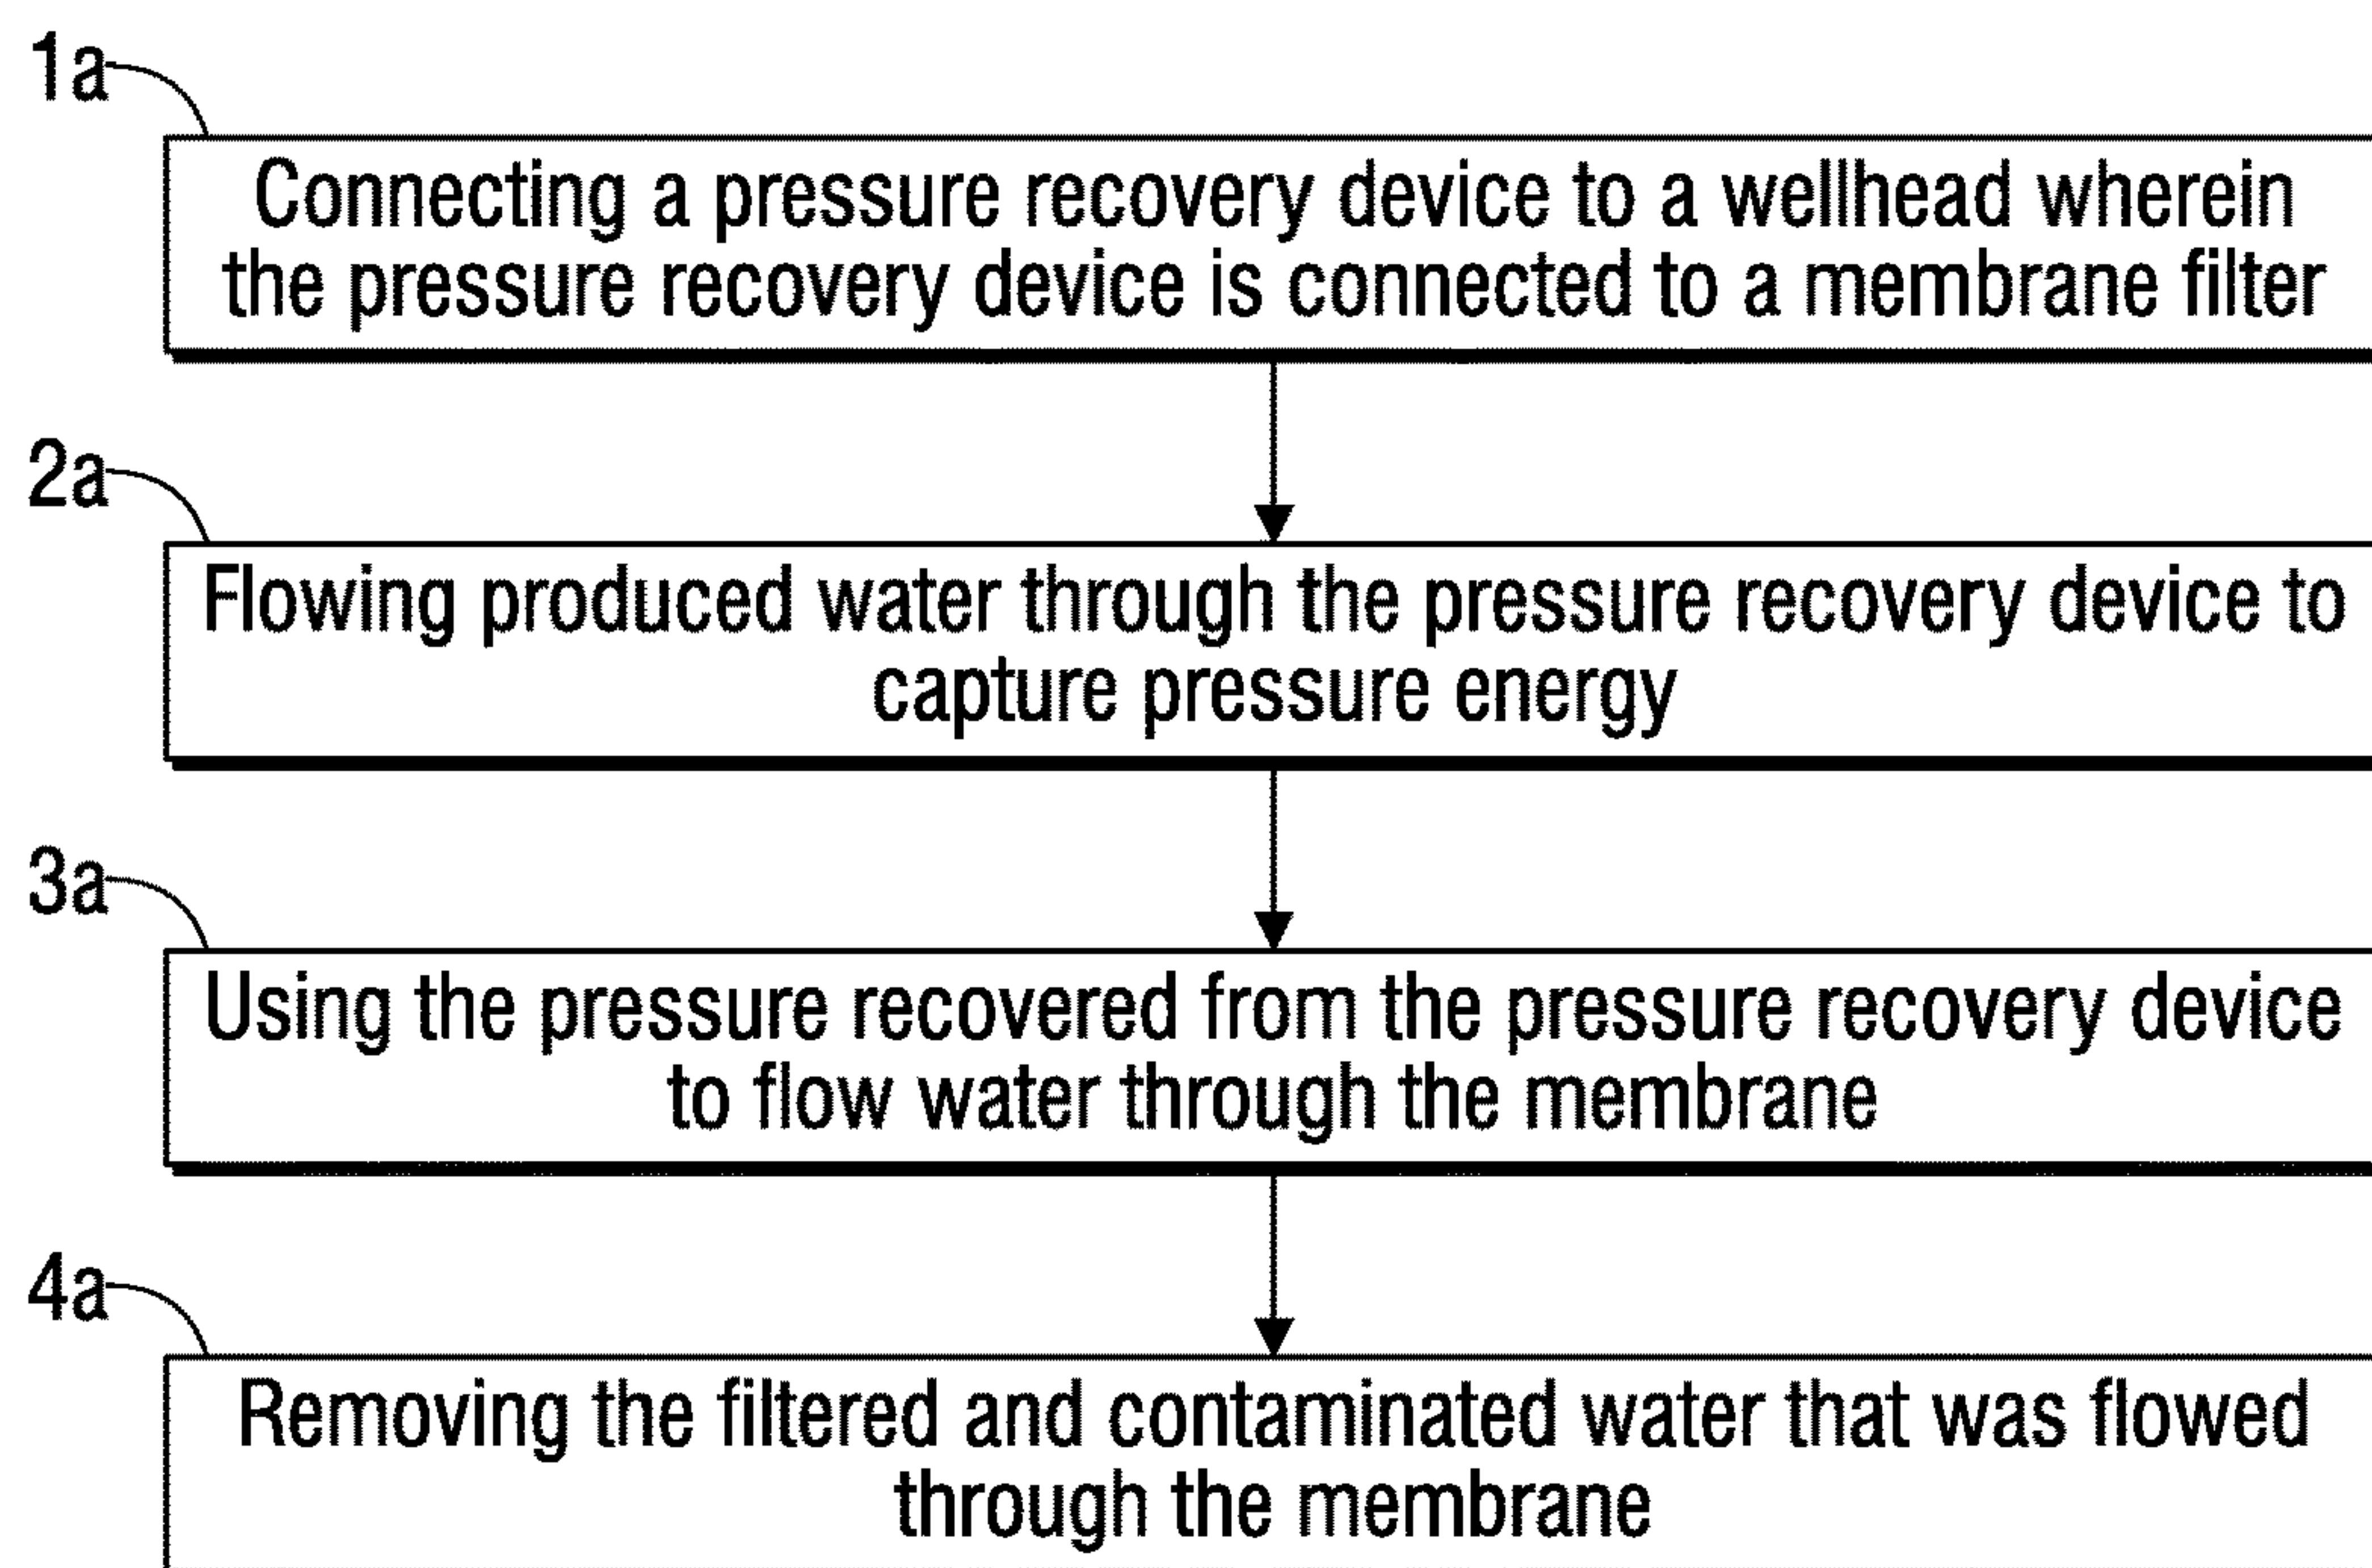 1a
Connecting a pressure recovery device to a wellhead wherein
the pressure recovery device is connected to a membrane filter
2a
Flowing produced water through the pressure recovery device to
capture pressure energy
3a
Using the pressure recovered from the pressure recovery device
to flow water through the membrane
4a
Removing the filtered and contaminated water that was flowed
through the membrane